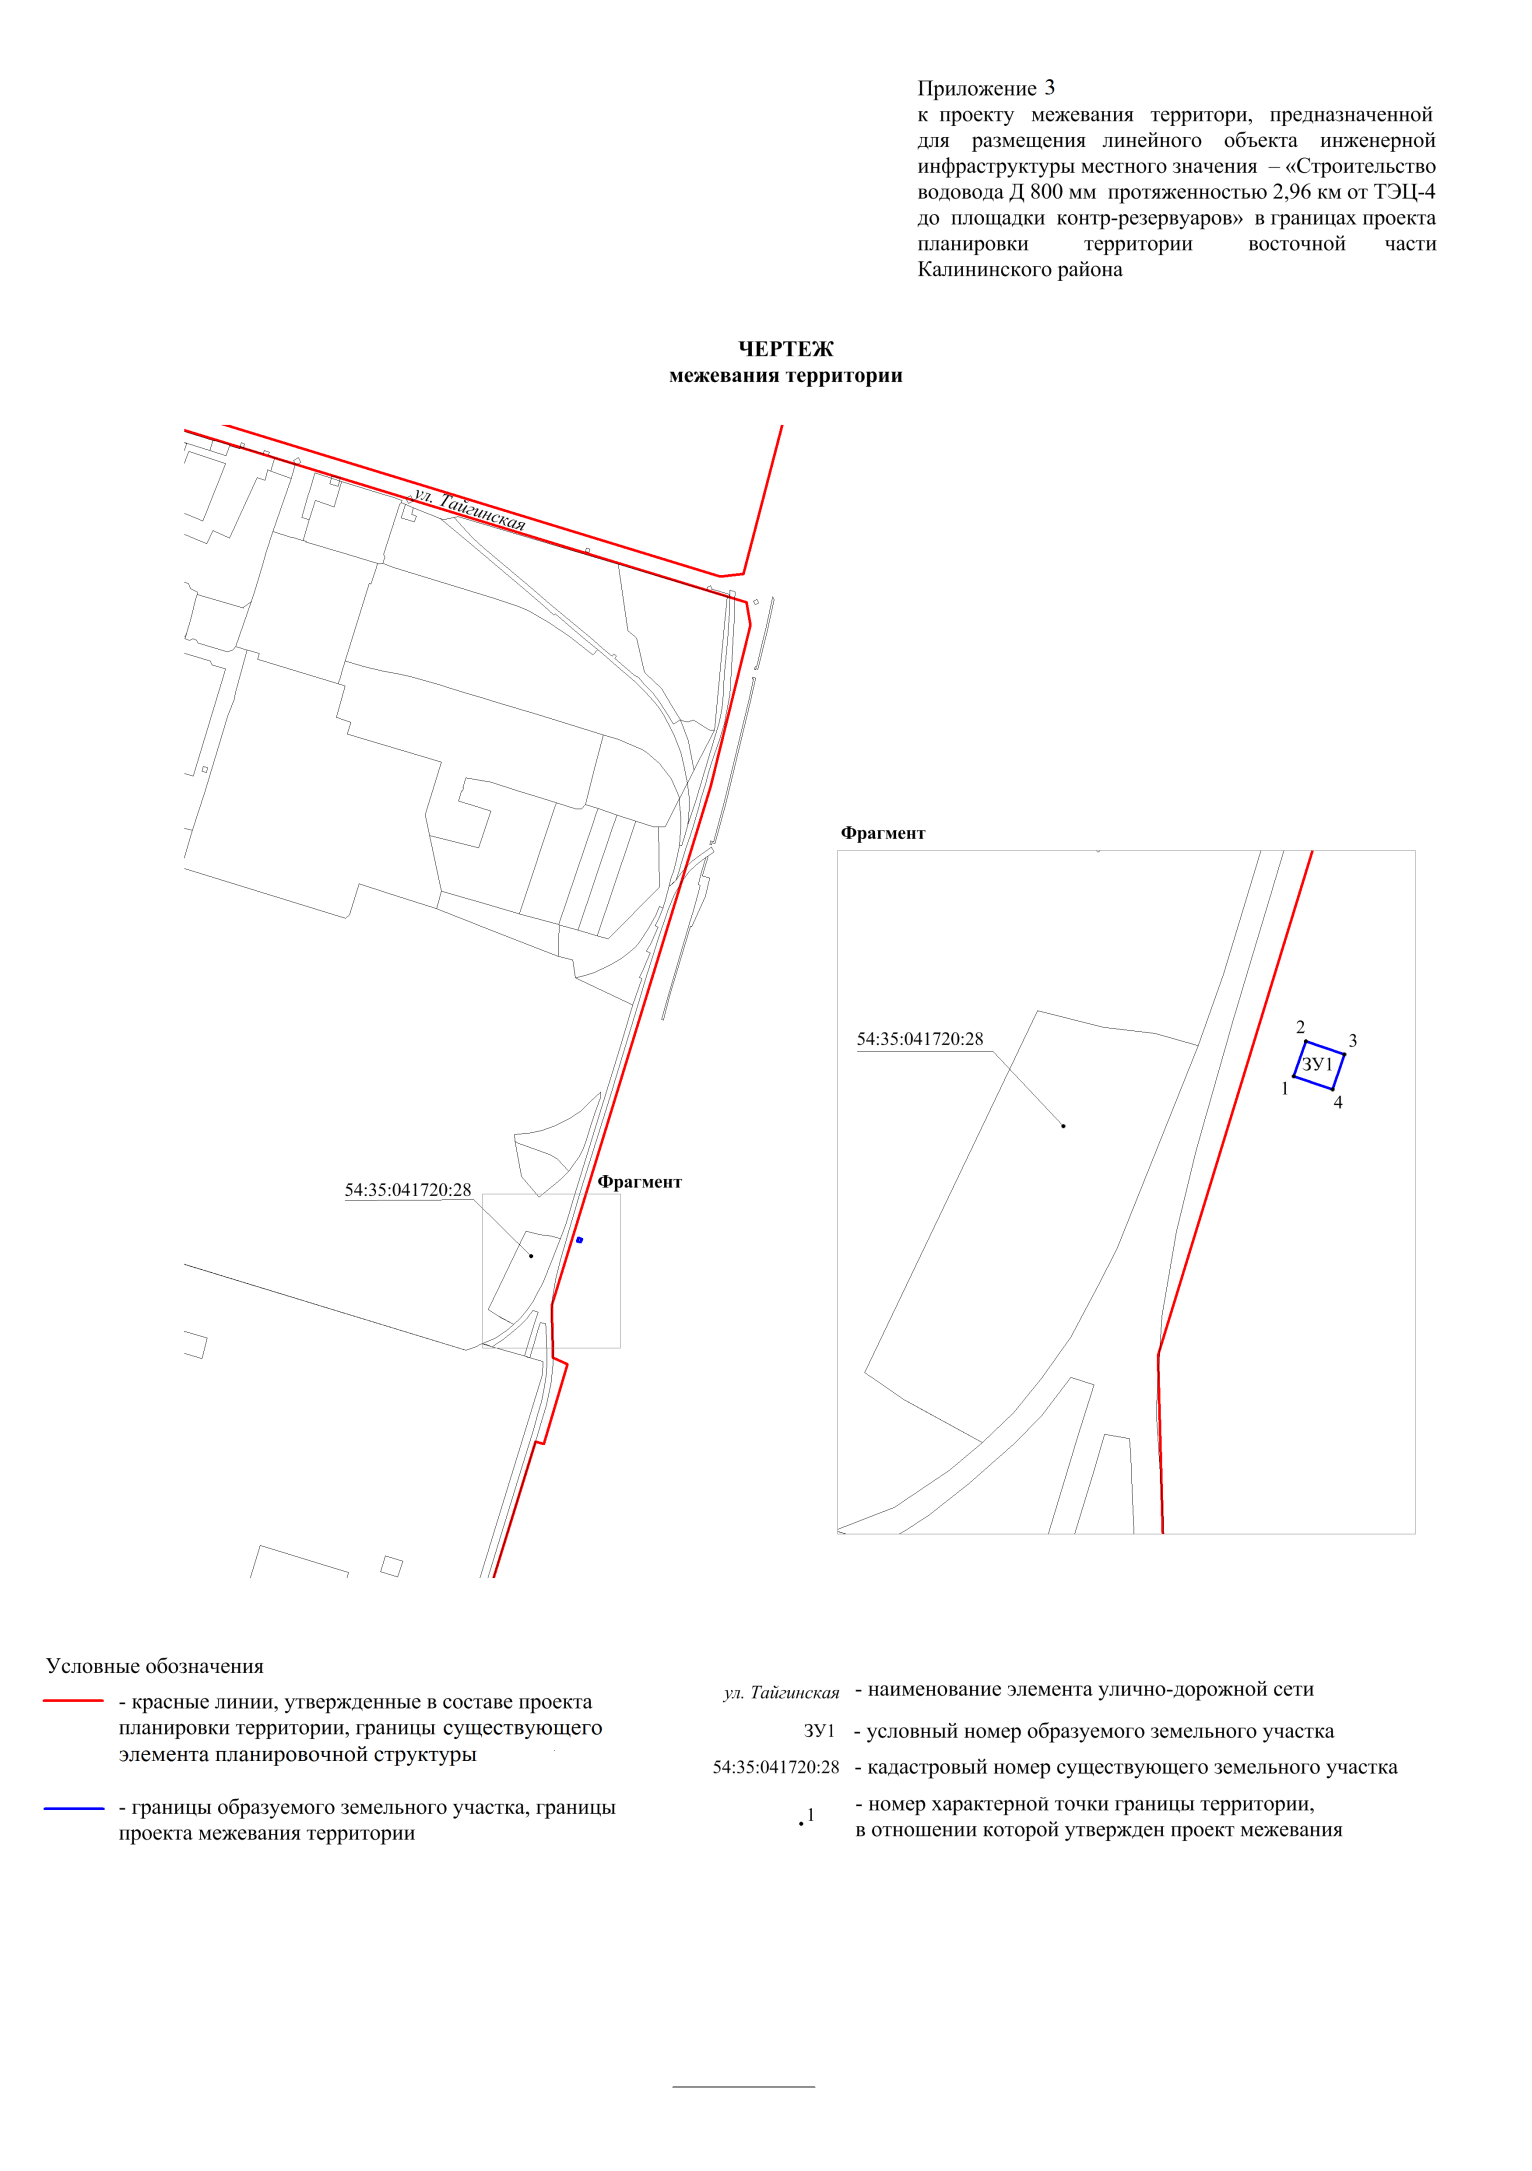 Приложение 3
к проекту межевания территори, предназначенной
для размещения линейного объекта инженерной
инфраструктуры местного значения – «Строительство
водовода Д 800 мм протяженностью 2,96 км от ТЭЦ-4
до площадки контр-резервуаров» в границах проекта
планировки территории восточной части
Калининского района
ЧЕРТЕЖ
межевания территории
ул. Тайгинская
Фрагмент
54:35:041720:28
2
3
ЗУ1
1
4
Фрагмент
54:35:041720:28
Условные обозначения
- красные линии, утвержденные в составе проекта
планировки территории, границы существующего
элемента планировочной структуры
- границы образуемого земельного участка, границы
проекта межевания территории
ул. Тайгинская - наименование элемента улично-дорожной сети
ЗУ1 - условный номер образуемого земельного участка
54:35:041720:28 - кадастровый номер существующего земельного участка
1 - номер характерной точки границы территории,
в отношении которой утвержден проект межевания